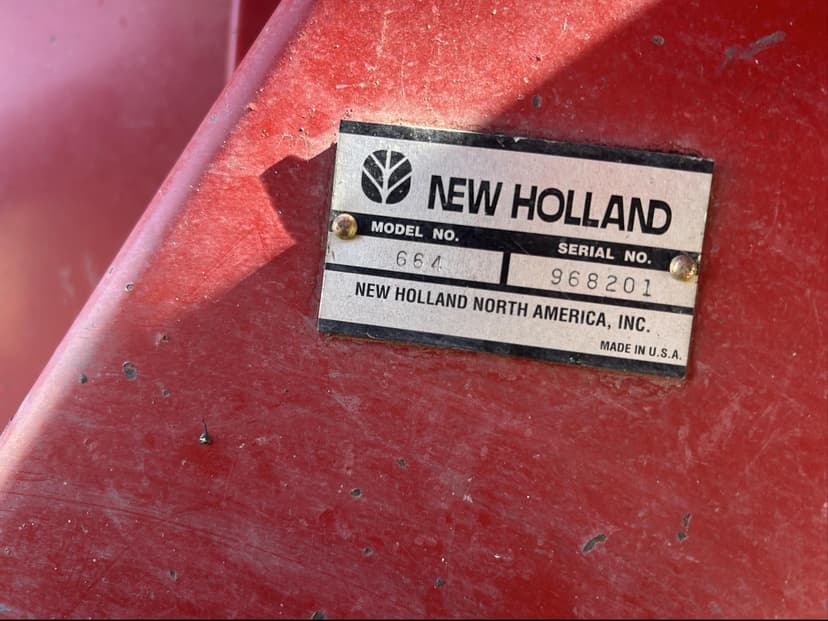 NEW HOLLAND
MODEL NO. SERIAL NO.
664 968201
NEW HOLLAND NORTH AMERICA, INC.
MADE IN U.S.A.